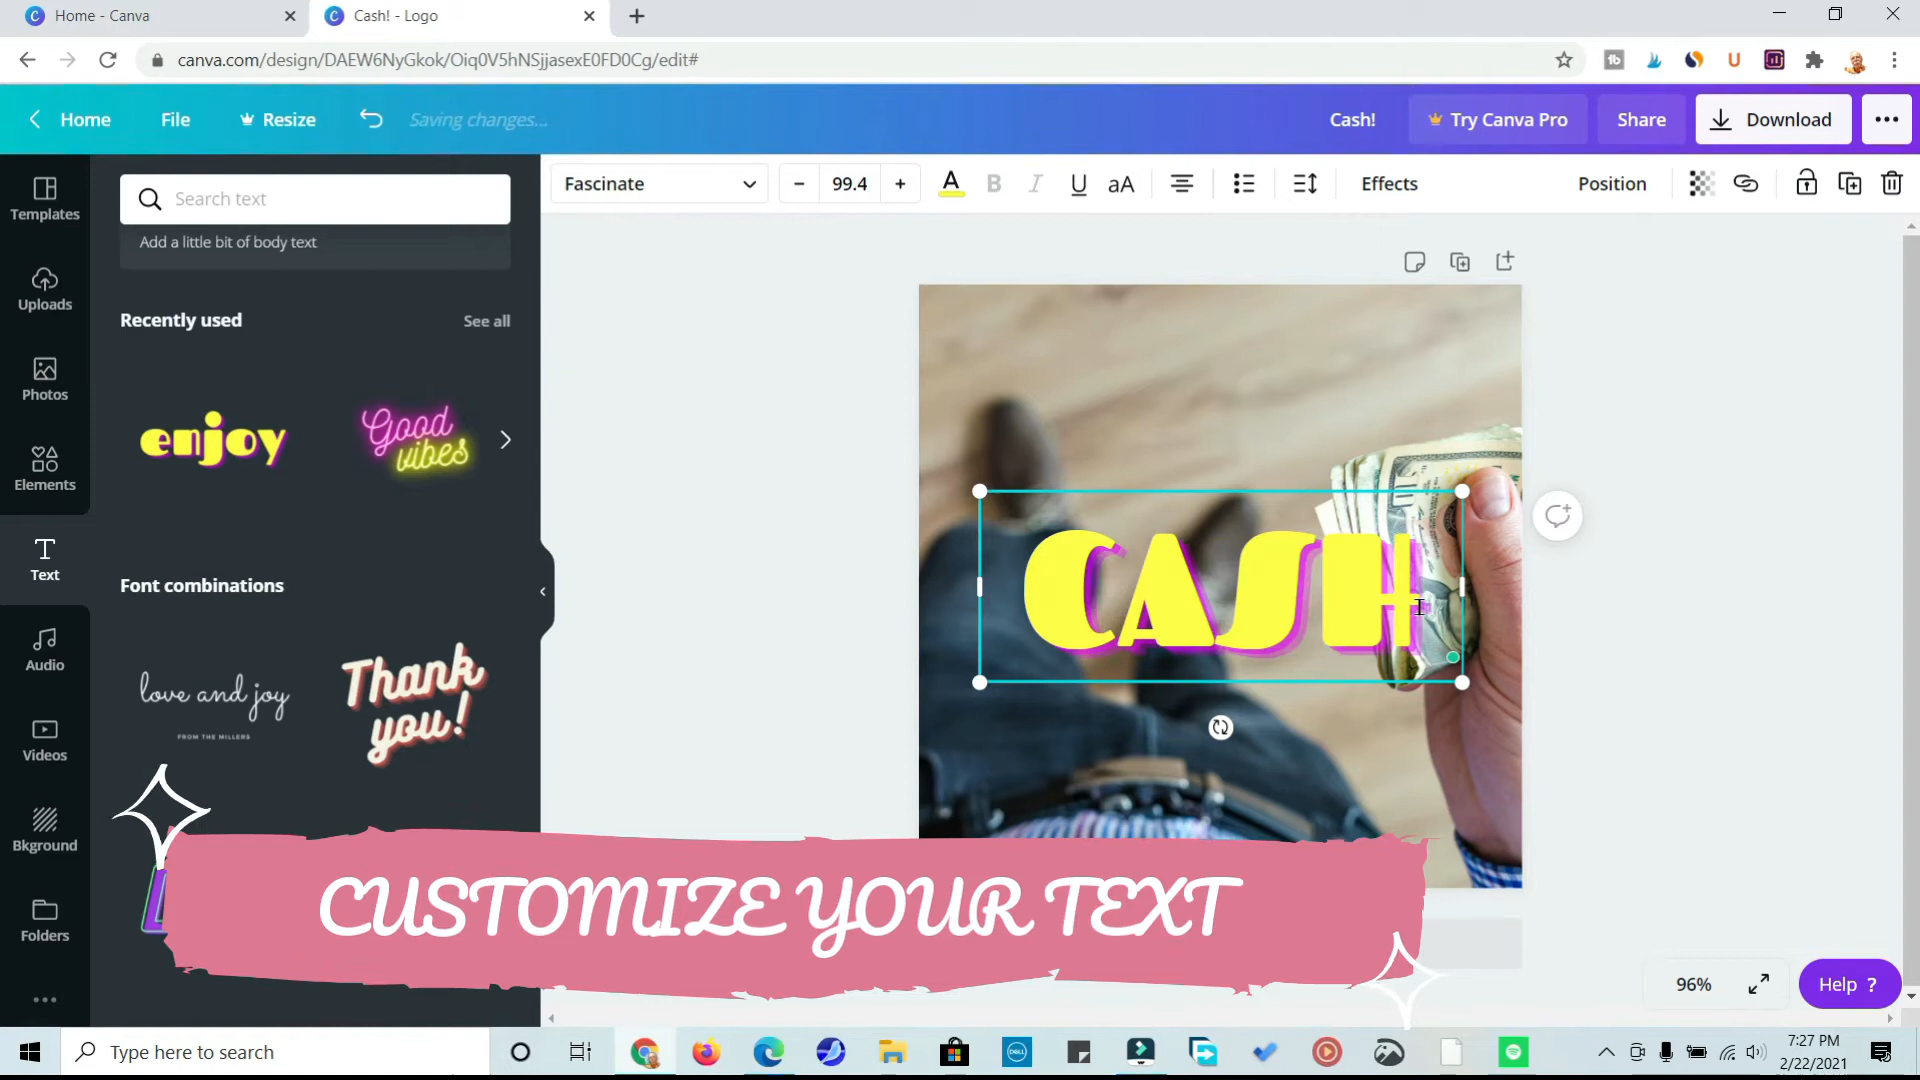 Home - Canva
Cash! - Logo
canva.com/design/DAEW6NyGkok/Oiq0V5hNSjjasexE0FD0Cg/edit#
Home
File
Resize
Saving changes...
Cash!
Try Canva Pro
Share
Download
Fascinate
99.4
A
B
I
U
aA
Effects
Position
Templates
Uploads
Photos
Elements
Text
Audio
Videos
Bkground
Folders
Search text
Add a little bit of body text
Recently used
See all
enjoy
Good
vibes
Font combinations
love and joy
FROM THE MILLERS
Thank
you!
CASH
CUSTOMIZE YOUR TEXT
96%
Help ?
Type here to search
7:27 PM
2/22/2021